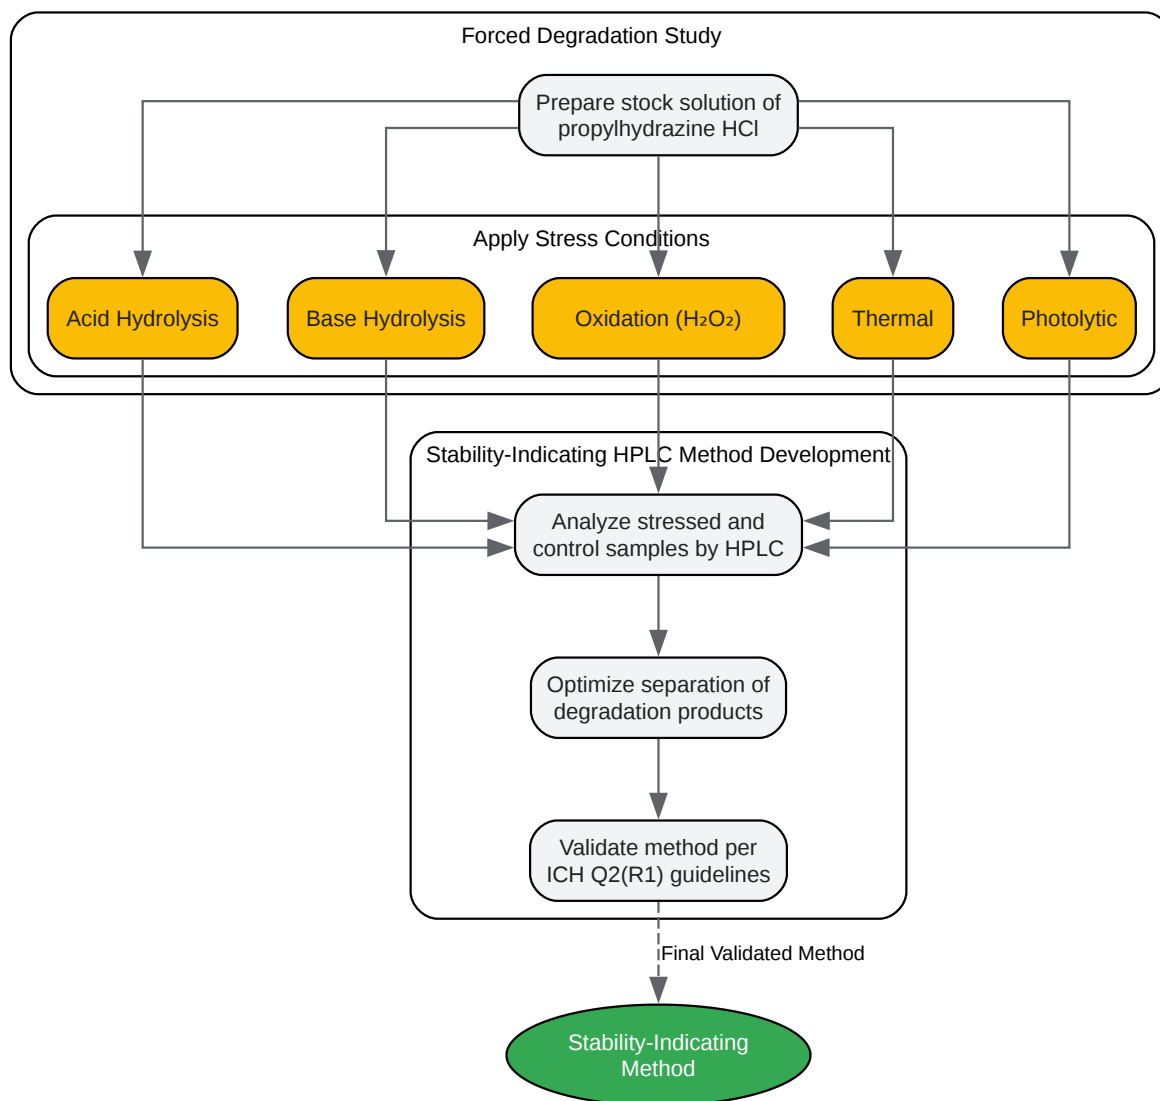 Forced Degradation Study
Prepare stock solution of
propylhydrazine HCl
Apply Stress Conditions
Acid Hydrolysis
Base Hydrolysis
Oxidation (H₂O₂)
Thermal
Photolytic
Stability-Indicating HPLC Method Development
Analyze stressed and
control samples by HPLC
Optimize separation of
degradation products
Validate method per
ICH Q2(R1) guidelines
Final Validated Method
Stability-Indicating
Method